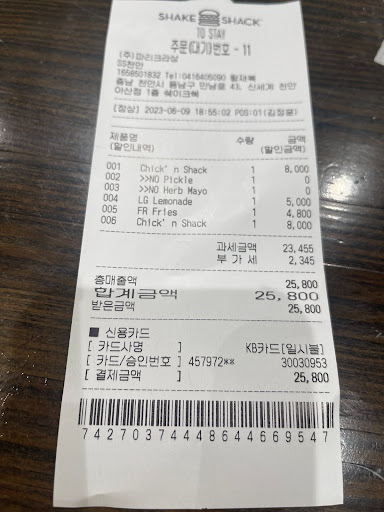 SHAKE SHACK
TO STAY
주문(대기)번호 - 11
(주)파리크라상
SS천안
1658501832 Tel:0416405090 황재복
충남 천안시 동남구 만남로 43, 신세계 천안
아산점 1층 쉐이크쉑
[정상] 2023-06-09 18:55:02 POS:01(김정훈)
제품명 수량 금액
(할인내역) (할인금액)
001 Chick'n Shack 1 8,000
002 >>NO Pickle 1 0
003 >>NO Herb Mayo 1 0
004 LG Lemonade 1 5,000
005 FR Fries 1 4,800
006 Chick'n Shack 1 8,000
과세금액 23,455
부가세 2,345
총매출액 25,800
합계금액 25,800
받은금액 25,800
■ 신용카드
[ 카드사명 ] KB카드[일시불]
[ 카드/승인번호 ] 457972** 30030953
[ 결제금액 ] 25,800